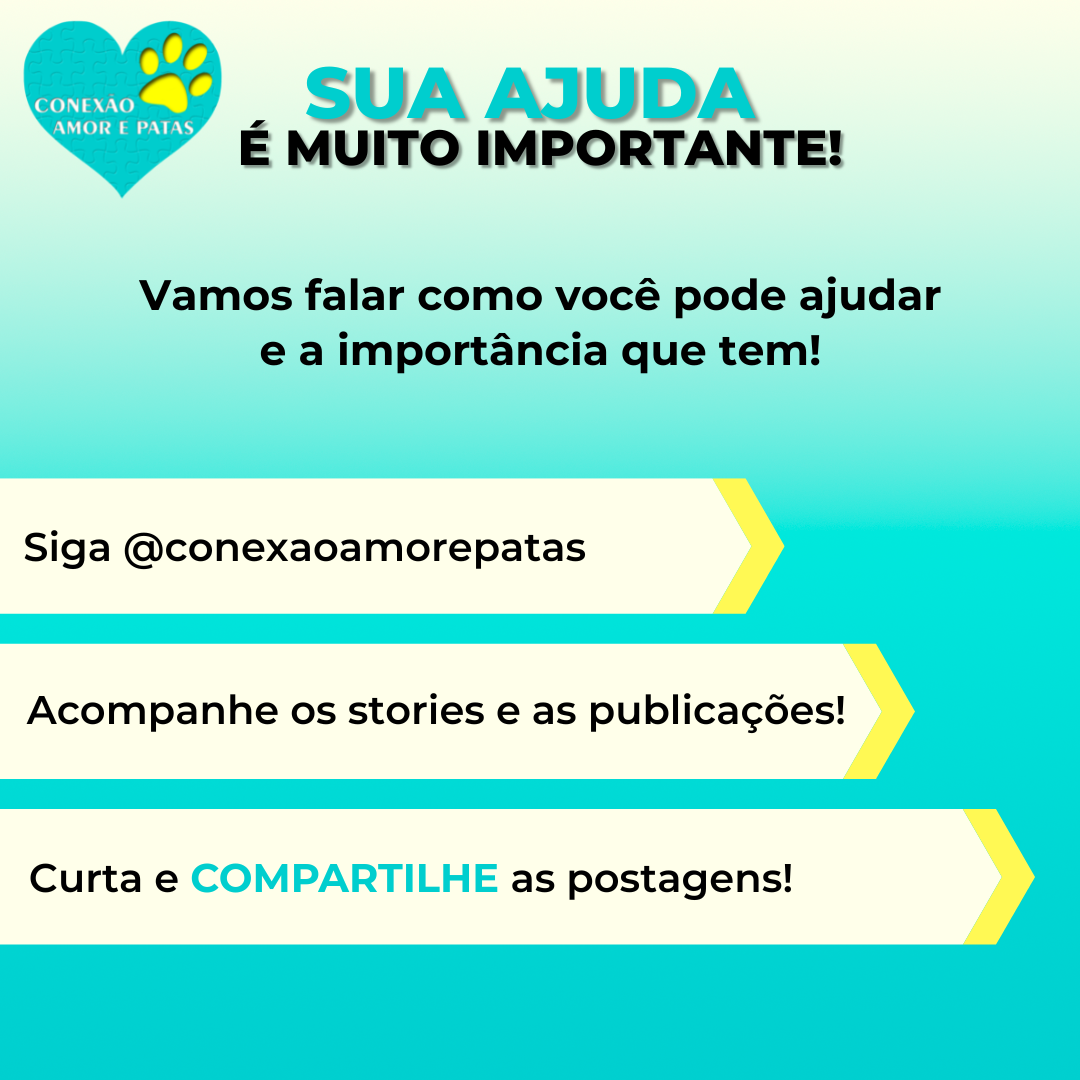 CONEXÃO
AMOR E PATAS
SUA AJUDA
É MUITO IMPORTANTE!
Vamos falar como você pode ajudar
e a importância que tem!
Siga @conexaoamorepatas
Acompanhe os stories e as publicações!
Curta e COMPARTILHE as postagens!